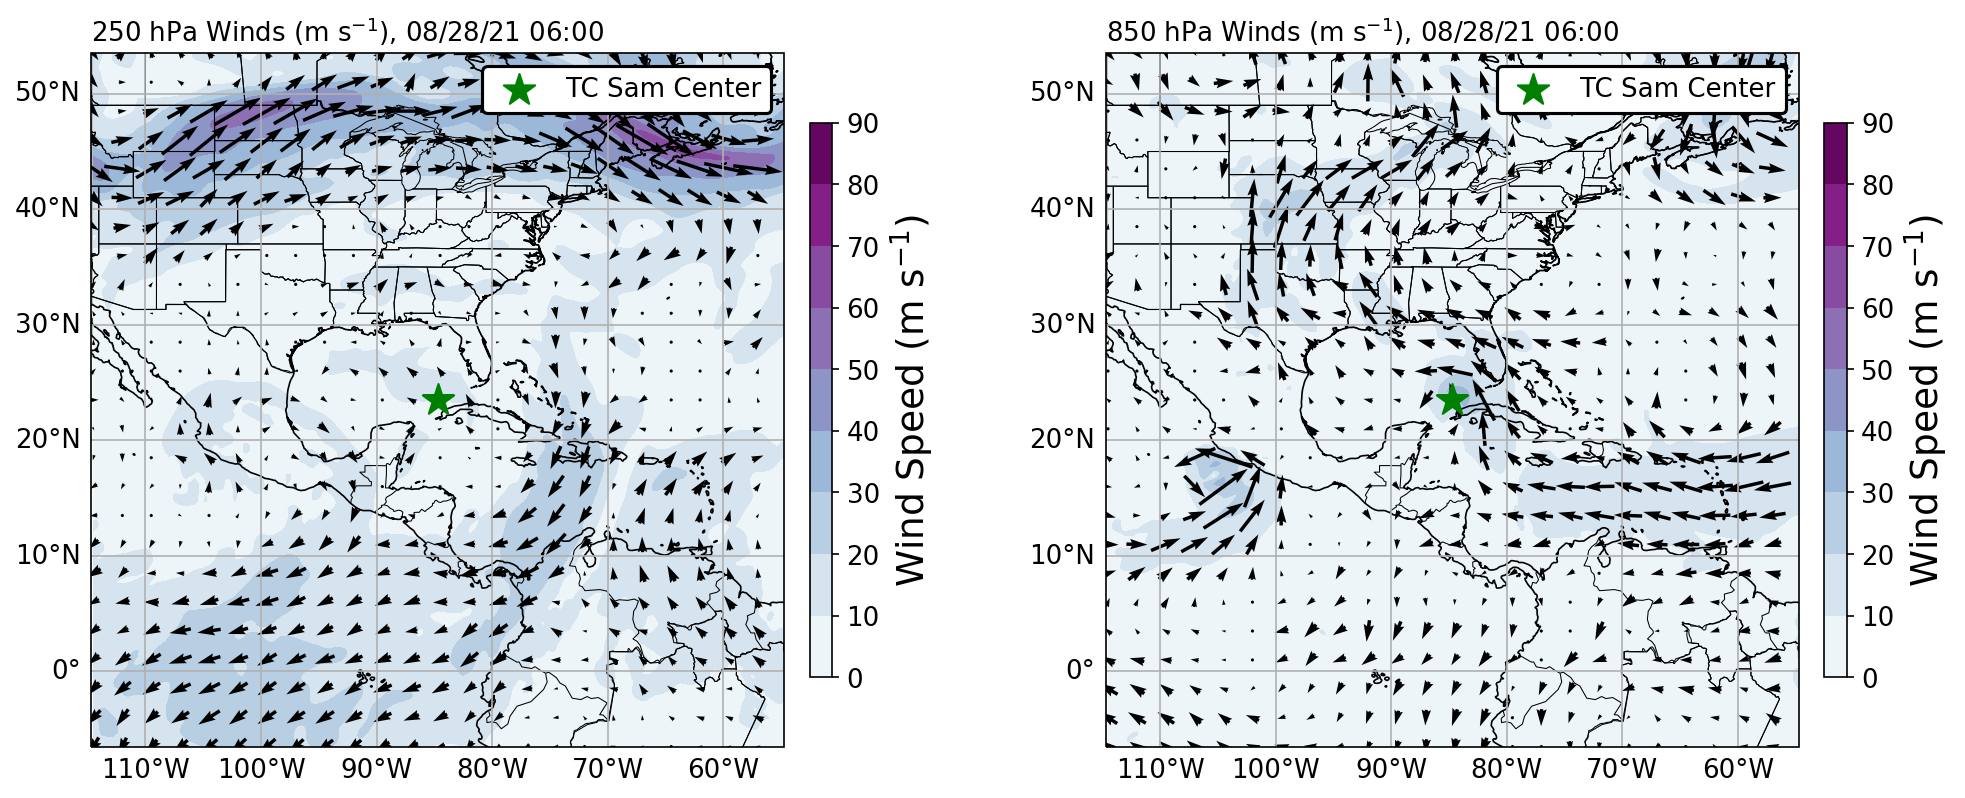 250 hPa Winds (m s⁻¹), 08/28/21 06:00
TC Sam Center
50°N
40°N
30°N
20°N
10°N
0°
110°W 100°W 90°W 80°W 70°W 60°W
90
80
70
60
50
40
30
20
10
0
Wind Speed (m s⁻¹)
850 hPa Winds (m s⁻¹), 08/28/21 06:00
TC Sam Center
50°N
40°N
30°N
20°N
10°N
0°
110°W 100°W 90°W 80°W 70°W 60°W
90
80
70
60
50
40
30
20
10
0
Wind Speed (m s⁻¹)